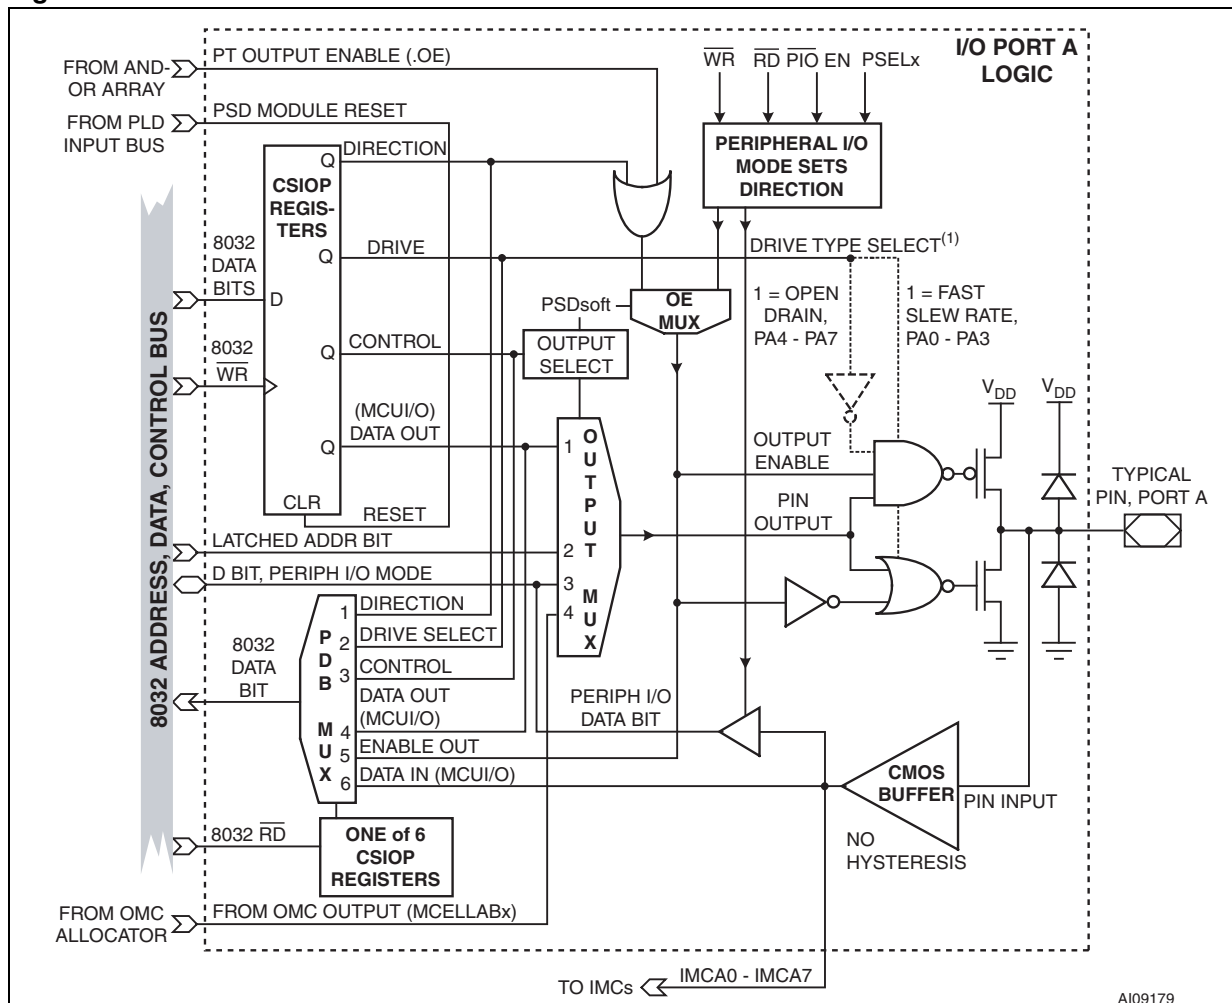 I/O PORT A
LOGIC
FROM AND-
OR ARRAY
PT OUTPUT ENABLE (.OE)
FROM PLD
INPUT BUS
PSD MODULE RESET
WR RD PIO EN PSELx
PERIPHERAL I/O
MODE SETS
DIRECTION
8032 ADDRESS, DATA, CONTROL BUS
CSIOP
REGIS-
TERS
Q DIRECTION
Q DRIVE
Q CONTROL
Q (MCUI/O)
DATA OUT
D
CLR
RESET
8032
DATA
BITS
8032
WR
DRIVE TYPE SELECT(1)
PSDsoft
OE
MUX
OUTPUT
SELECT
1 = OPEN
DRAIN,
PA4 - PA7
1 = FAST
SLEW RATE,
PA0 - PA3
VDD
VDD
OUTPUT MUX
1
2
3
4
OUTPUT
ENABLE
PIN
OUTPUT
TYPICAL
PIN, PORT A
LATCHED ADDR BIT
D BIT, PERIPH I/O MODE
8032
DATA
BIT
PDB MUX
1 DIRECTION
2 DRIVE SELECT
3 CONTROL
DATA OUT
4 (MCUI/O)
5 ENABLE OUT
6 DATA IN (MCUI/O)
PERIPH I/O
DATA BIT
CMOS
BUFFER
PIN INPUT
NO
HYSTERESIS
8032 RD
ONE of 6
CSIOP
REGISTERS
FROM OMC
ALLOCATOR
FROM OMC OUTPUT (MCELLABx)
TO IMCs
IMCA0 - IMCA7
AI09179